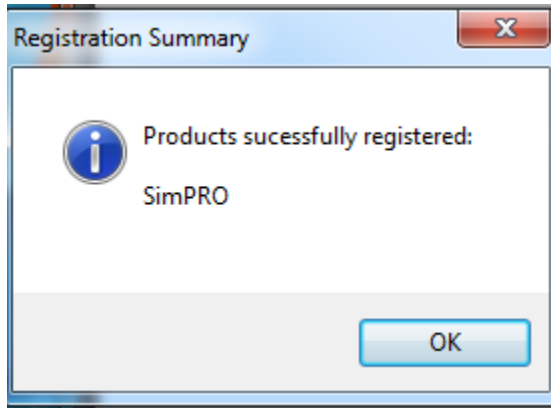 Registration Summary
Products sucessfully registered:
SimPRO
OK